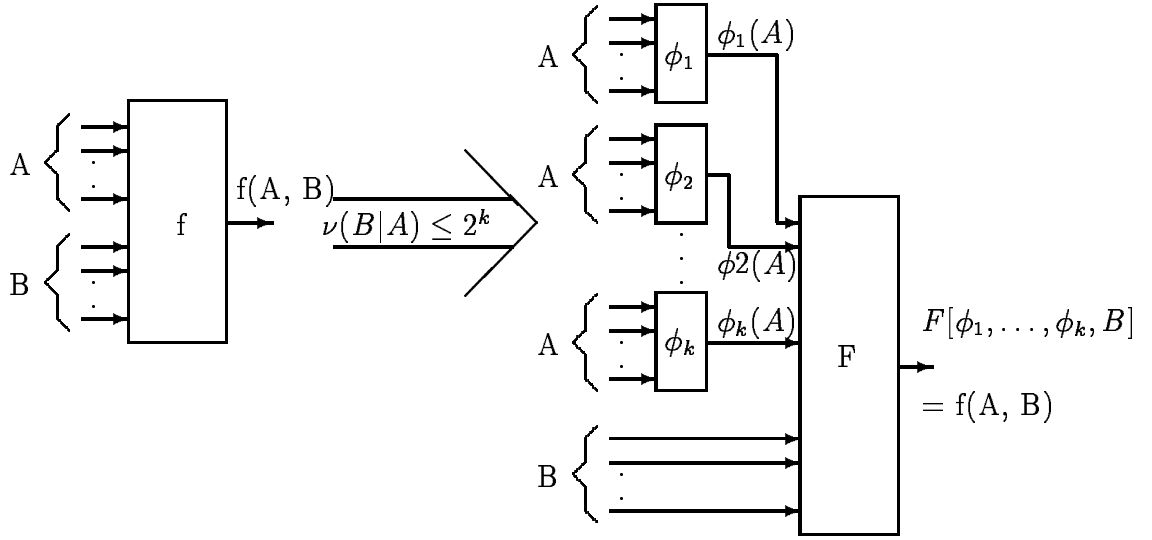 A
B
f
f(A, B)
ν(B|A) ≤ 2^k
A
ϕ_1
ϕ_1(A)
A
ϕ_2
ϕ2(A)
A
ϕ_k
ϕ_k(A)
B
F
F[ϕ_1, . . . , ϕ_k, B]
= f(A, B)